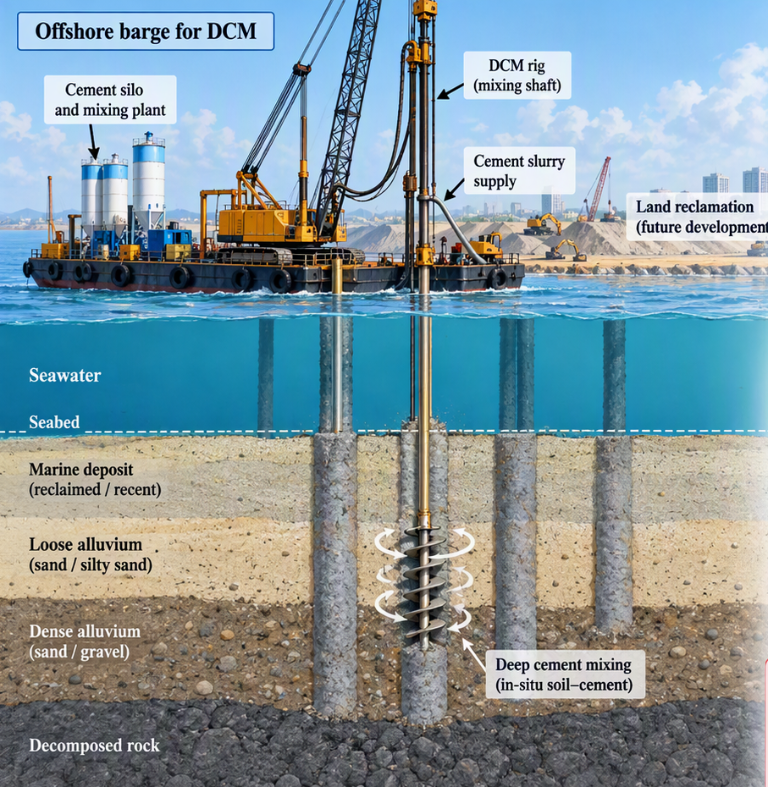 Offshore barge for DCM
Cement silo
and mixing plant
DCM rig
(mixing shaft)
Cement slurry
supply
Land reclamation
(future development
Seawater
Seabed
Marine deposit
(reclaimed / recent)
Loose alluvium
(sand / silty sand)
Dense alluvium
(sand / gravel)
Deep cement mixing
(in-situ soil–cement)
Decomposed rock